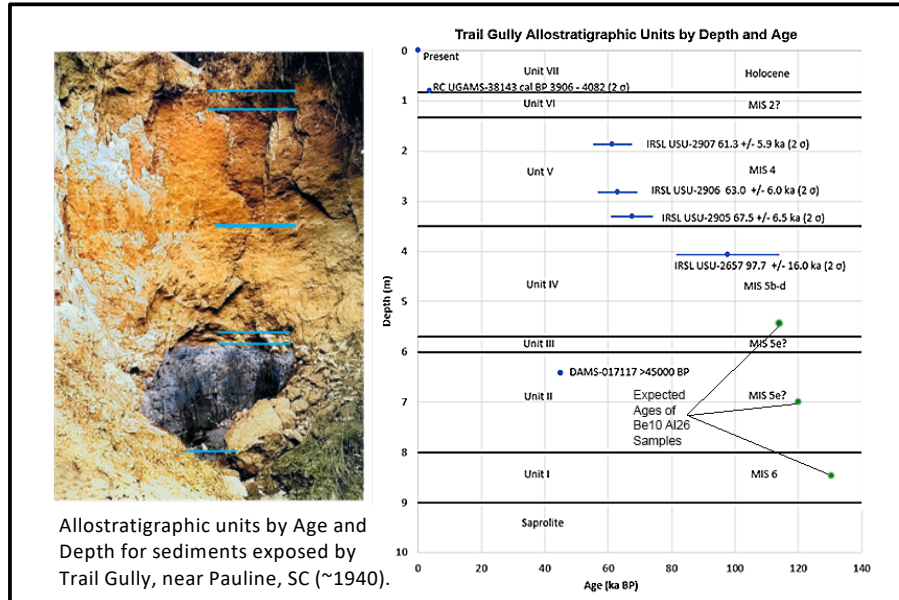 Trail Gully Allostratigraphic Units by Depth and Age
0
Present
Unit VII
Holocene
RC UGAMS-38143 cal BP 3906 - 4082 (2 σ)
1
Unit VI
MIS 2?
IRSL USU-2907 61.3 +/- 5.9 ka (2 σ)
2
Unit V
MIS 4
IRSL USU-2906 63.0 +/- 6.0 ka (2 σ)
3
IRSL USU-2905 67.5 +/- 6.5 ka (2 σ)
4
IRSL USU-2657 97.7 +/- 16.0 ka (2 σ)
Unit IV
MIS 5b-d
5
Depth (m)
Unit III
MIS 5e?
6
DAMS-017117 >45000 BP
Unit II
MIS 5e?
Expected
Ages of
Be10 Al26
Samples
7
8
Unit I
MIS 6
9
Saprolite
10
0 20 40 60 80 100 120 140
Age (ka BP)
Allostratigraphic units by Age and
Depth for sediments exposed by
Trail Gully, near Pauline, SC (~1940).